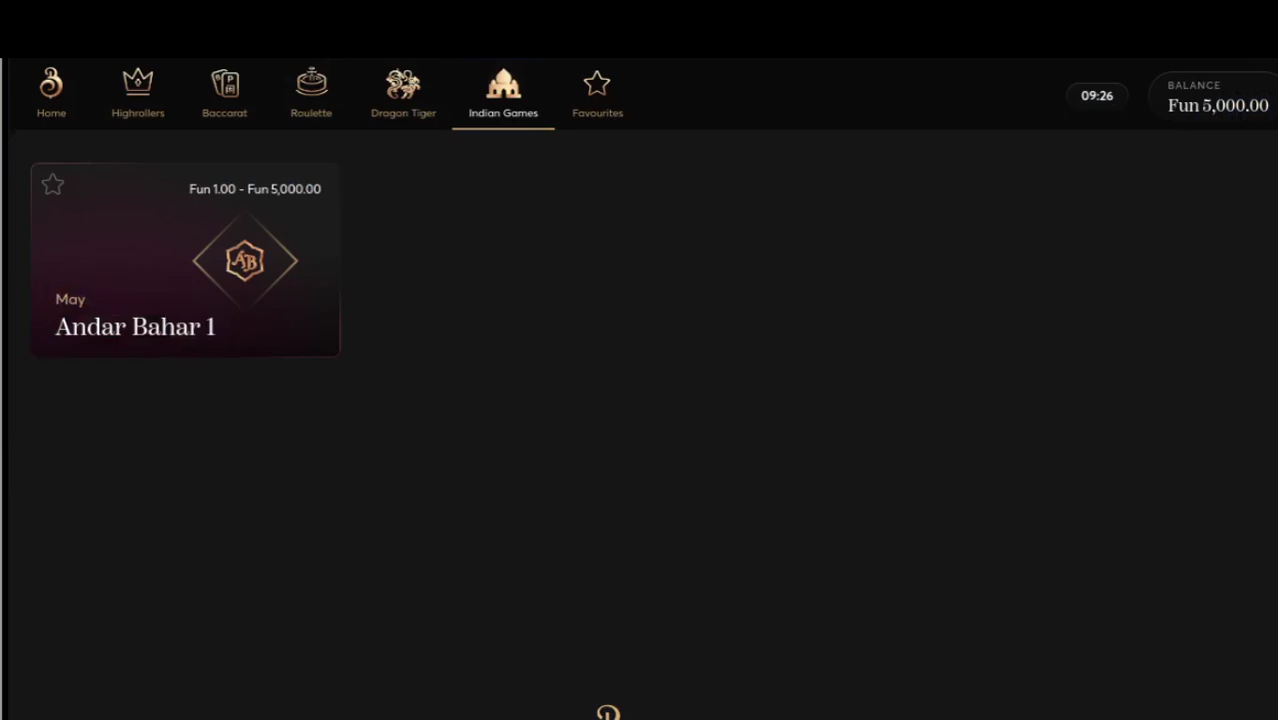 Home
Highrollers
Baccarat
Roulette
Dragon Tiger
Indian Games
Favourites
09:26
BALANCE
Fun 5,000.00
Fun 1.00 - Fun 5,000.00
AB
May
Andar Bahar 1